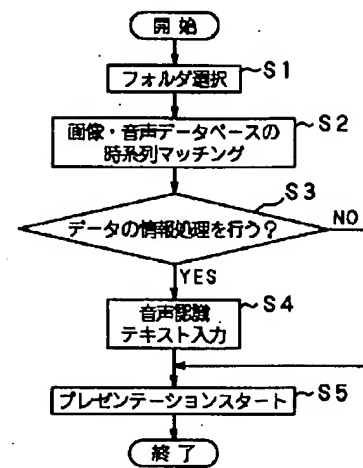 開始
フォルダ選択 S1
画像・音声データベースの
時系列マッチング S2
データの情報処理を行う? S3
NO
YES
音声認識
テキスト入力 S4
プレゼンテーションスタート S5
終了